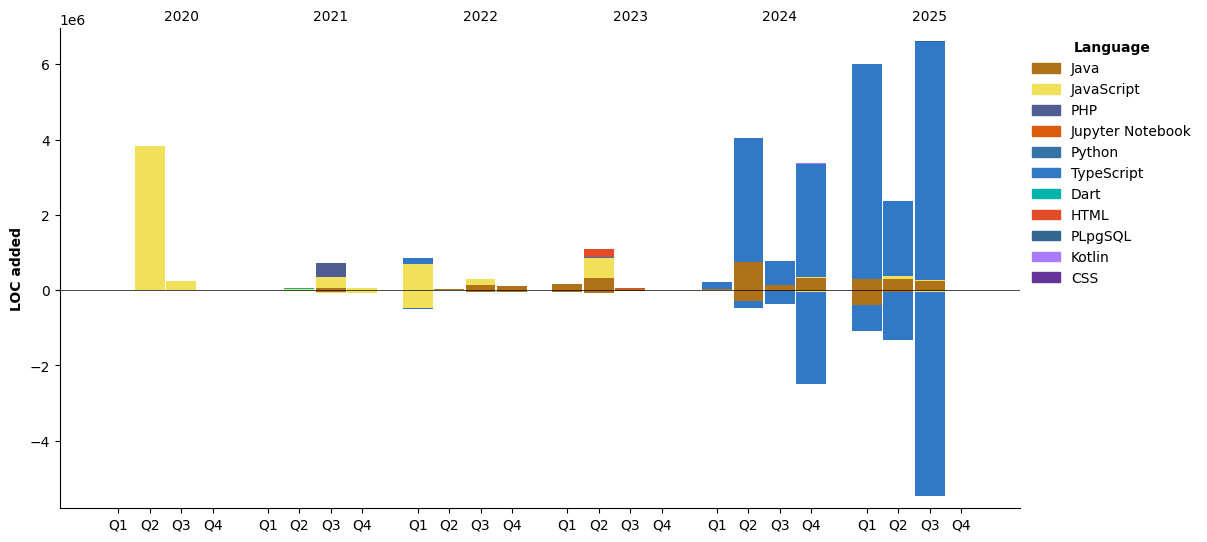 1e6
2020 2021 2022 2023 2024 2025
LOC added
6
4
2
0
−2
−4
Q1 Q2 Q3 Q4 Q1 Q2 Q3 Q4 Q1 Q2 Q3 Q4 Q1 Q2 Q3 Q4 Q1 Q2 Q3 Q4 Q1 Q2 Q3 Q4
Language
Java
JavaScript
PHP
Jupyter Notebook
Python
TypeScript
Dart
HTML
PLpgSQL
Kotlin
CSS